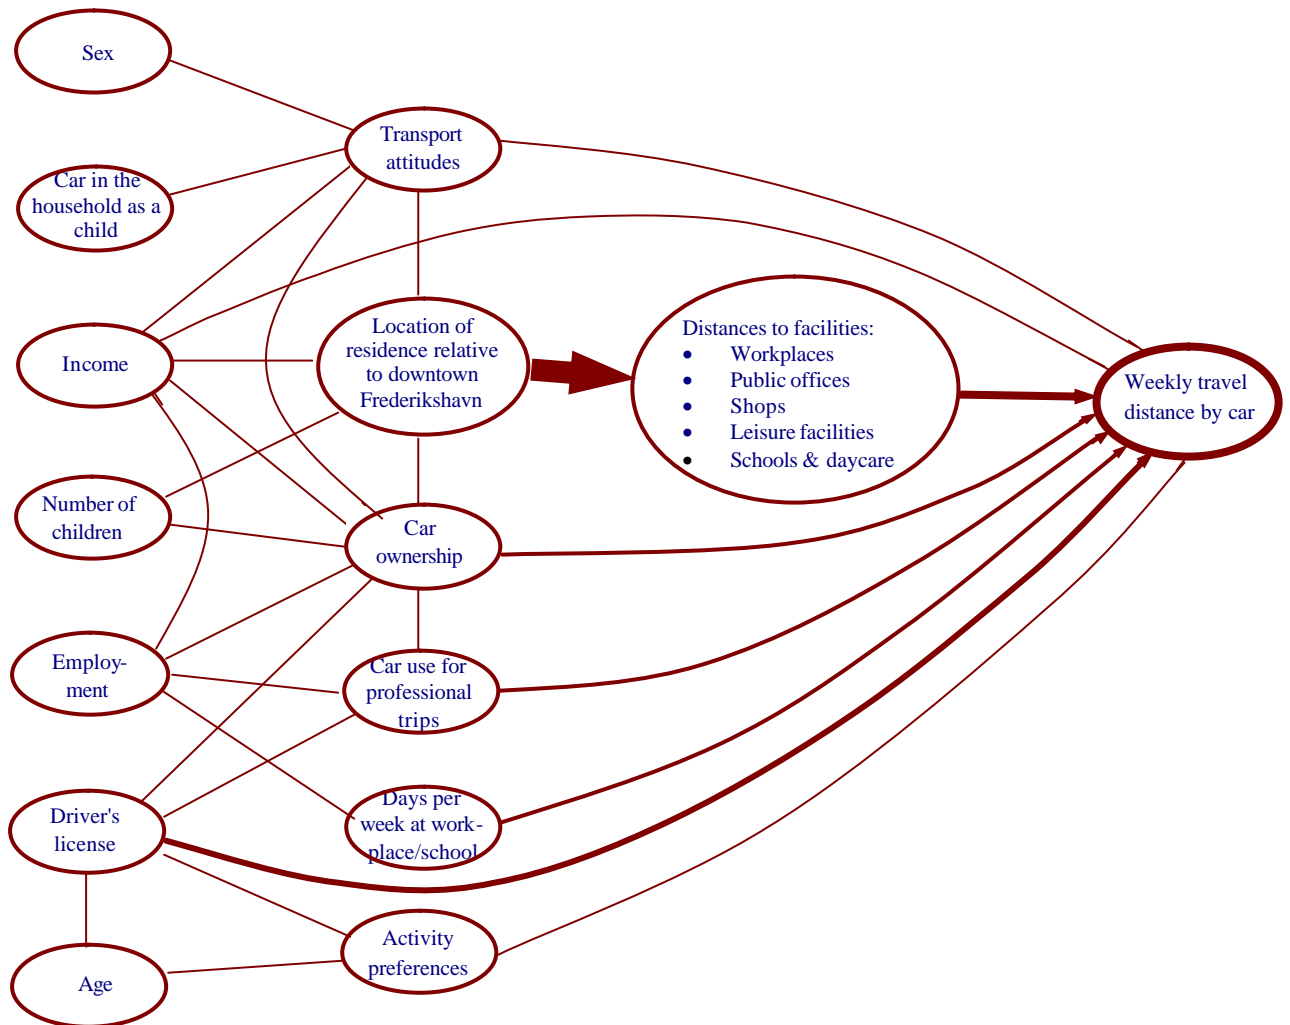 Sex
Transport
attitudes
Car in the
household as a
child
Income
Location of
residence relative
to downtown
Frederikshavn
Distances to facilities:
• Workplaces
• Public offices
• Shops
• Leisure facilities
• Schools & daycare
Weekly travel
distance by car
Number of
children
Car
ownership
Employ-
ment
Car use for
professional
trips
Driver's
license
Days per
week at work-
place/school
Activity
preferences
Age